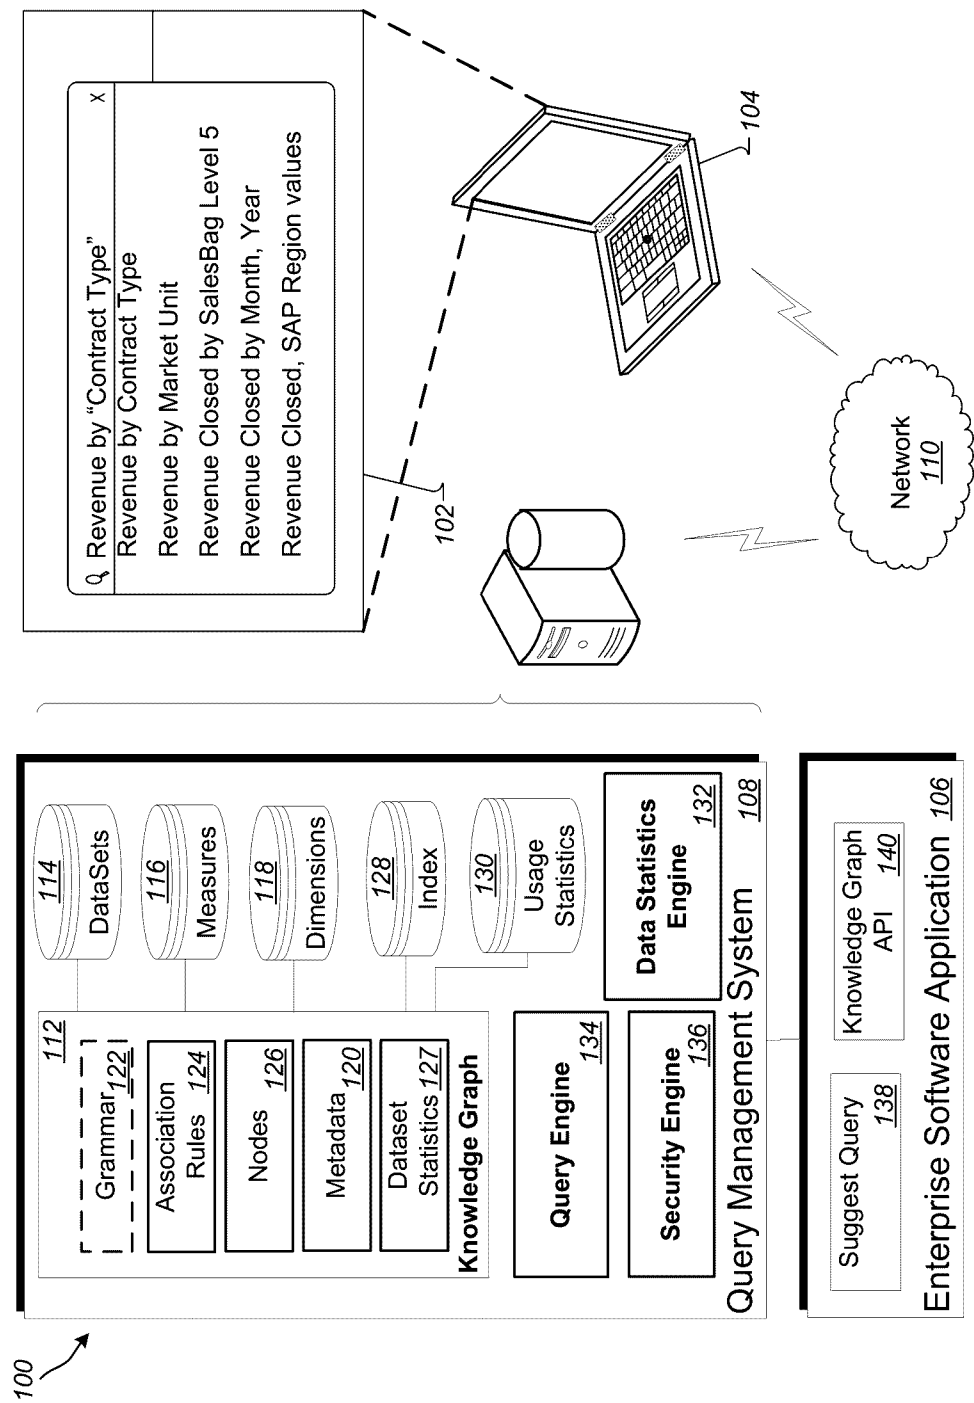 100
112
Grammar 122
Association
Rules 124
Nodes 126
Metadata 120
Dataset
Statistics 127
Knowledge Graph
114
DataSets
116
Measures
118
Dimensions
128
Index
130
Usage
Statistics
Query Engine 134
Security Engine 136
Data Statistics
Engine 132
Query Management System 108
Suggest Query
138
Knowledge Graph
API 140
Enterprise Software Application 106
Revenue by “Contract Type” X
Revenue by Contract Type
Revenue by Market Unit
Revenue Closed by SalesBag Level 5
Revenue Closed by Month, Year
Revenue Closed, SAP Region values
102
104
Network
110